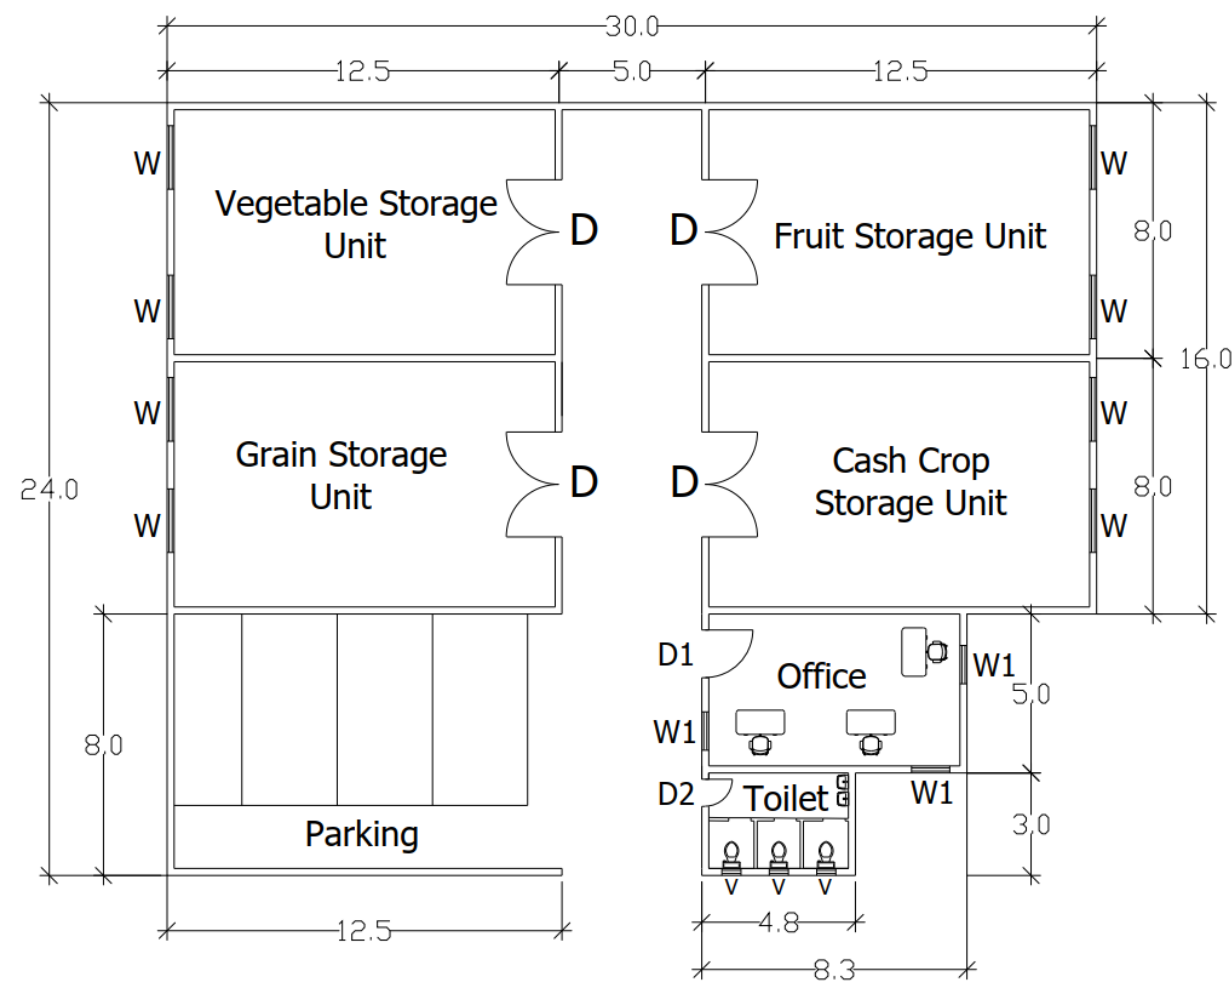 30.0
12.5
5.0
12.5
W
Vegetable Storage
Unit
D
D
Fruit Storage Unit
W
8.0
W
W
16.0
W
Grain Storage
Unit
D
D
Cash Crop
Storage Unit
W
24.0
8.0
W
W
D1
Office
W1
5.0
W1
8.0
D2
Toilet
W1
Parking
3.0
V
V
V
12.5
4.8
8.3